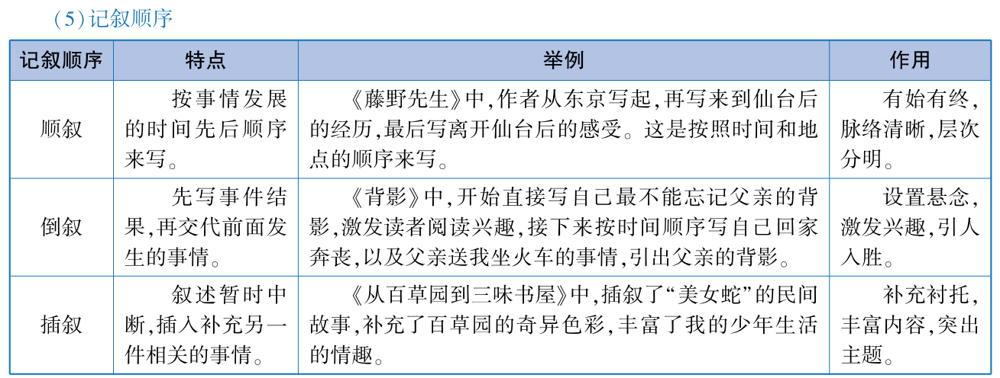 (5)记叙顺序
记叙顺序 特点 举例 作用
顺叙
按事情发展
的时间先后顺序
来写。
《藤野先生》中,作者从东京写起,再写来到仙台后
的经历,最后写离开仙台后的感受。这是按照时间和地
点的顺序来写。
有始有终,
脉络清晰,层次
分明。
倒叙
先写事件结
果,再交代前面发
生的事情。
《背影》中,开始直接写自己最不能忘记父亲的背
影,激发读者阅读兴趣,接下来按时间顺序写自己回家
奔丧,以及父亲送我坐火车的事情,引出父亲的背影。
设置悬念,
激发兴趣,引人
入胜。
插叙
叙述暂时中
断,插入补充另一
件相关的事情。
《从百草园到三味书屋》中,插叙了“美女蛇”的民间
故事,补充了百草园的奇异色彩,丰富了我的少年生活
的情趣。
补充衬托,
丰富内容,突出
主题。